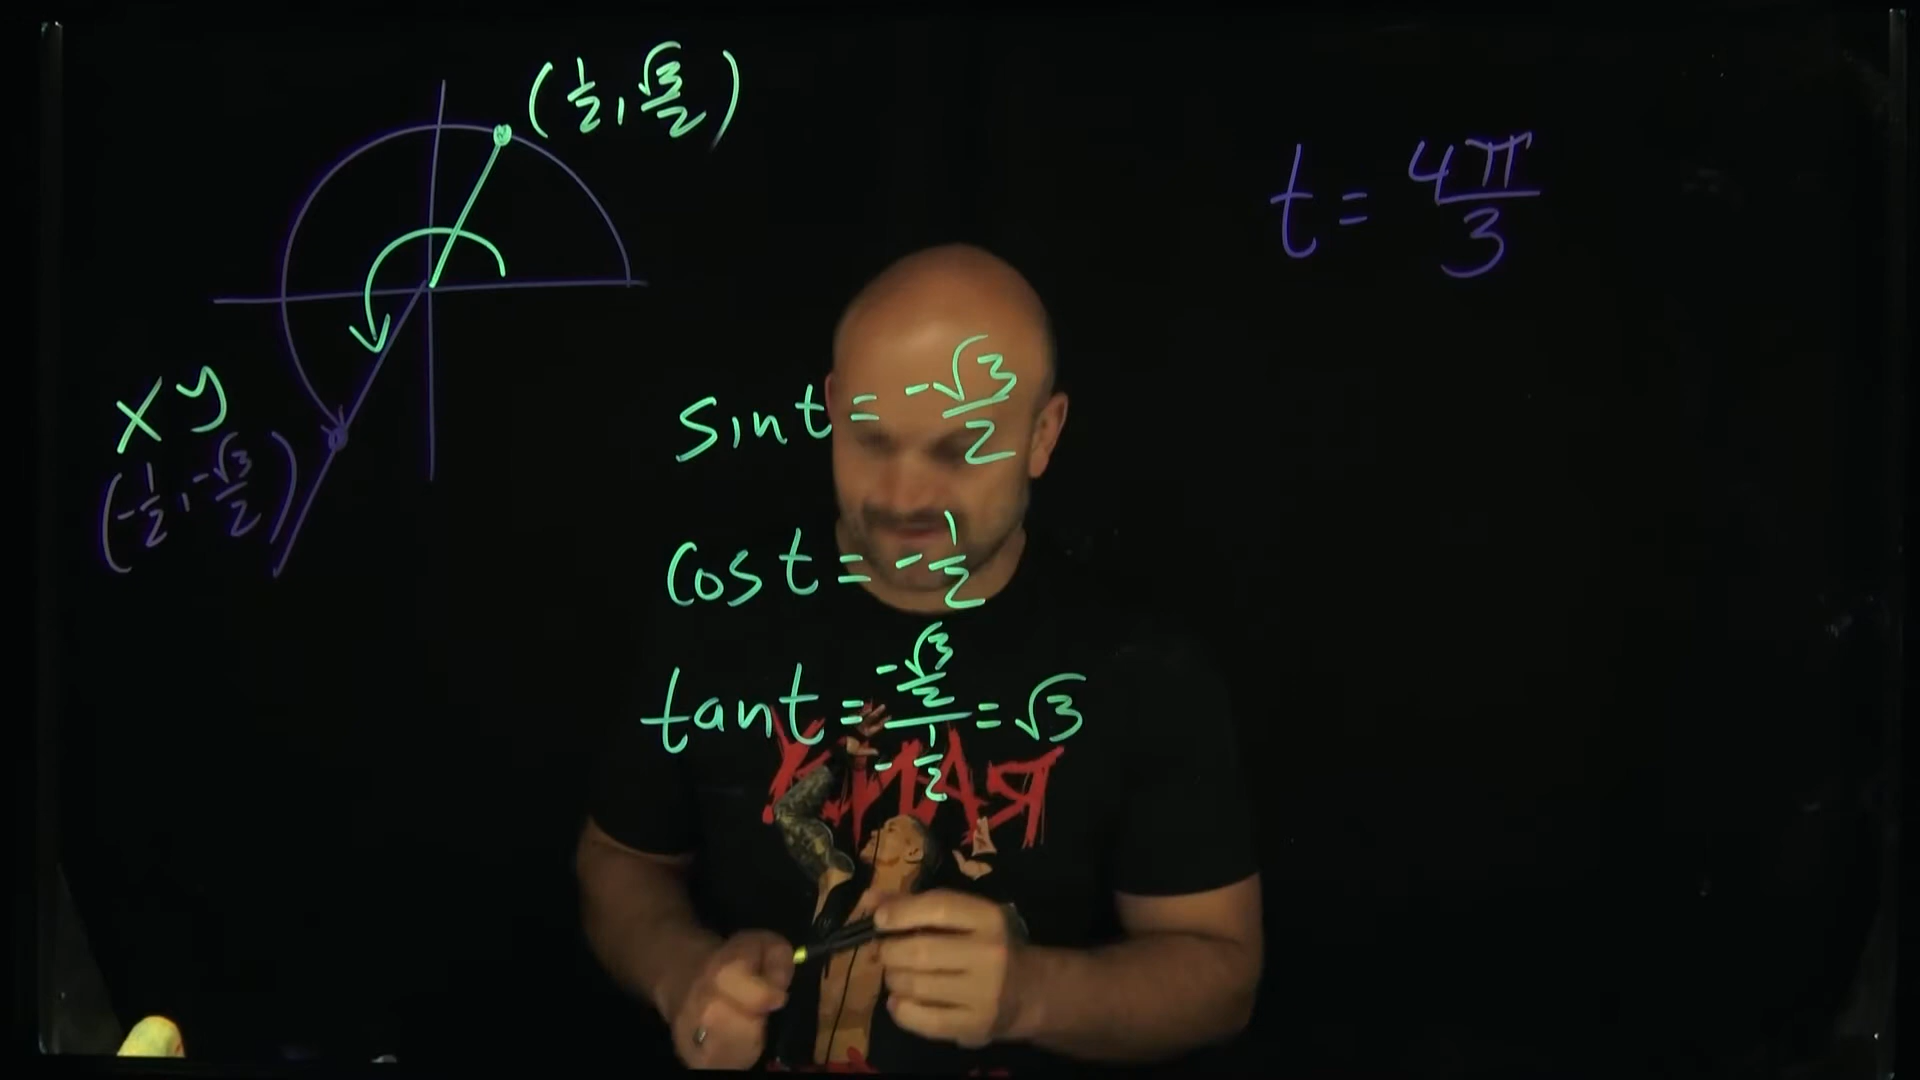 (1/2, √3/2)
t = 4π/3
x y
(-1/2, -√3/2)
sin t = -√3/2
cos t = -1/2
tan t = (-√3/2)/(-1/2) = √3